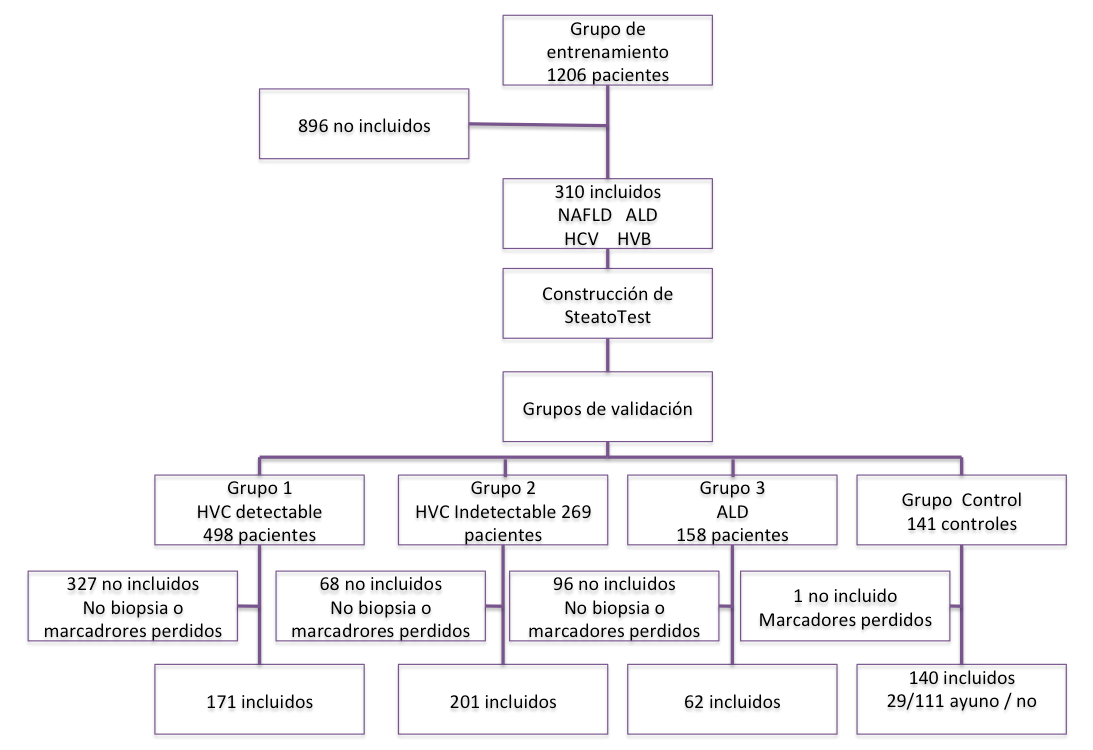 Grupo de
entrenamiento
1206 pacientes
896 no incluidos
310 incluidos
NAFLD ALD
HCV HVB
Construcción de
SteatoTest
Grupos de validación
Grupo 1
HVC detectable
498 pacientes
Grupo 2
HVC Indetectable 269
pacientes
Grupo 3
ALD
158 pacientes
Grupo Control
141 controles
327 no incluidos
No biopsia o
marcadrores perdidos
68 no incluidos
No biopsia o
marcadrores perdidos
96 no incluidos
No biopsia o
marcadores perdidos
1 no incluido
Marcadores perdidos
171 incluidos
201 incluidos
62 incluidos
140 incluidos
29/111 ayuno / no